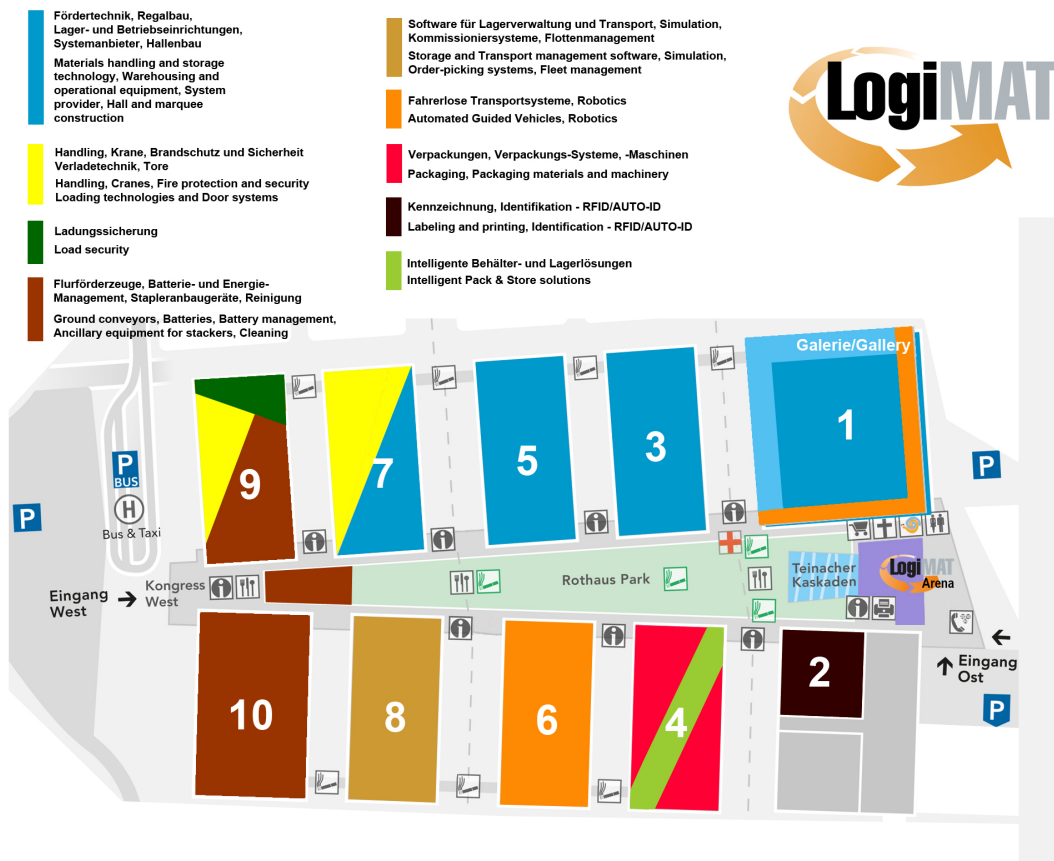 Fördertechnik, Regalbau,
Lager- und Betriebseinrichtungen,
Systemanbieter, Hallenbau
Materials handling and storage
technology, Warehousing and
operational equipment, System
provider, Hall and marquee
construction
Handling, Krane, Brandschutz und Sicherheit
Verladetechnik, Tore
Handling, Cranes, Fire protection and security
Loading technologies and Door systems
Ladungssicherung
Load security
Flurförderzeuge, Batterie- und Energie-
Management, Stapleranbaugeräte, Reinigung
Ground conveyors, Batteries, Battery management,
Ancillary equipment for stackers, Cleaning
Software für Lagerverwaltung und Transport, Simulation,
Kommissioniersysteme, Flottenmanagement
Storage and Transport management software, Simulation,
Order-picking systems, Fleet management
Fahrerlose Transportsysteme, Robotics
Automated Guided Vehicles, Robotics
Verpackungen, Verpackungs-Systeme, -Maschinen
Packaging, Packaging materials and machinery
Kennzeichnung, Identifikation - RFID/AUTO-ID
Labeling and printing, Identification - RFID/AUTO-ID
Intelligente Behälter- und Lagerlösungen
Intelligent Pack & Store solutions
LogiMAT
Galerie/Gallery
1
3
5
7
9
P
BUS
H
Bus & Taxi
P
P
Eingang
West
Kongress
West
Rothaus Park
Teinacher
Kaskaden
LogiMAT
Arena
Eingang
Ost
P
10
8
6
4
2